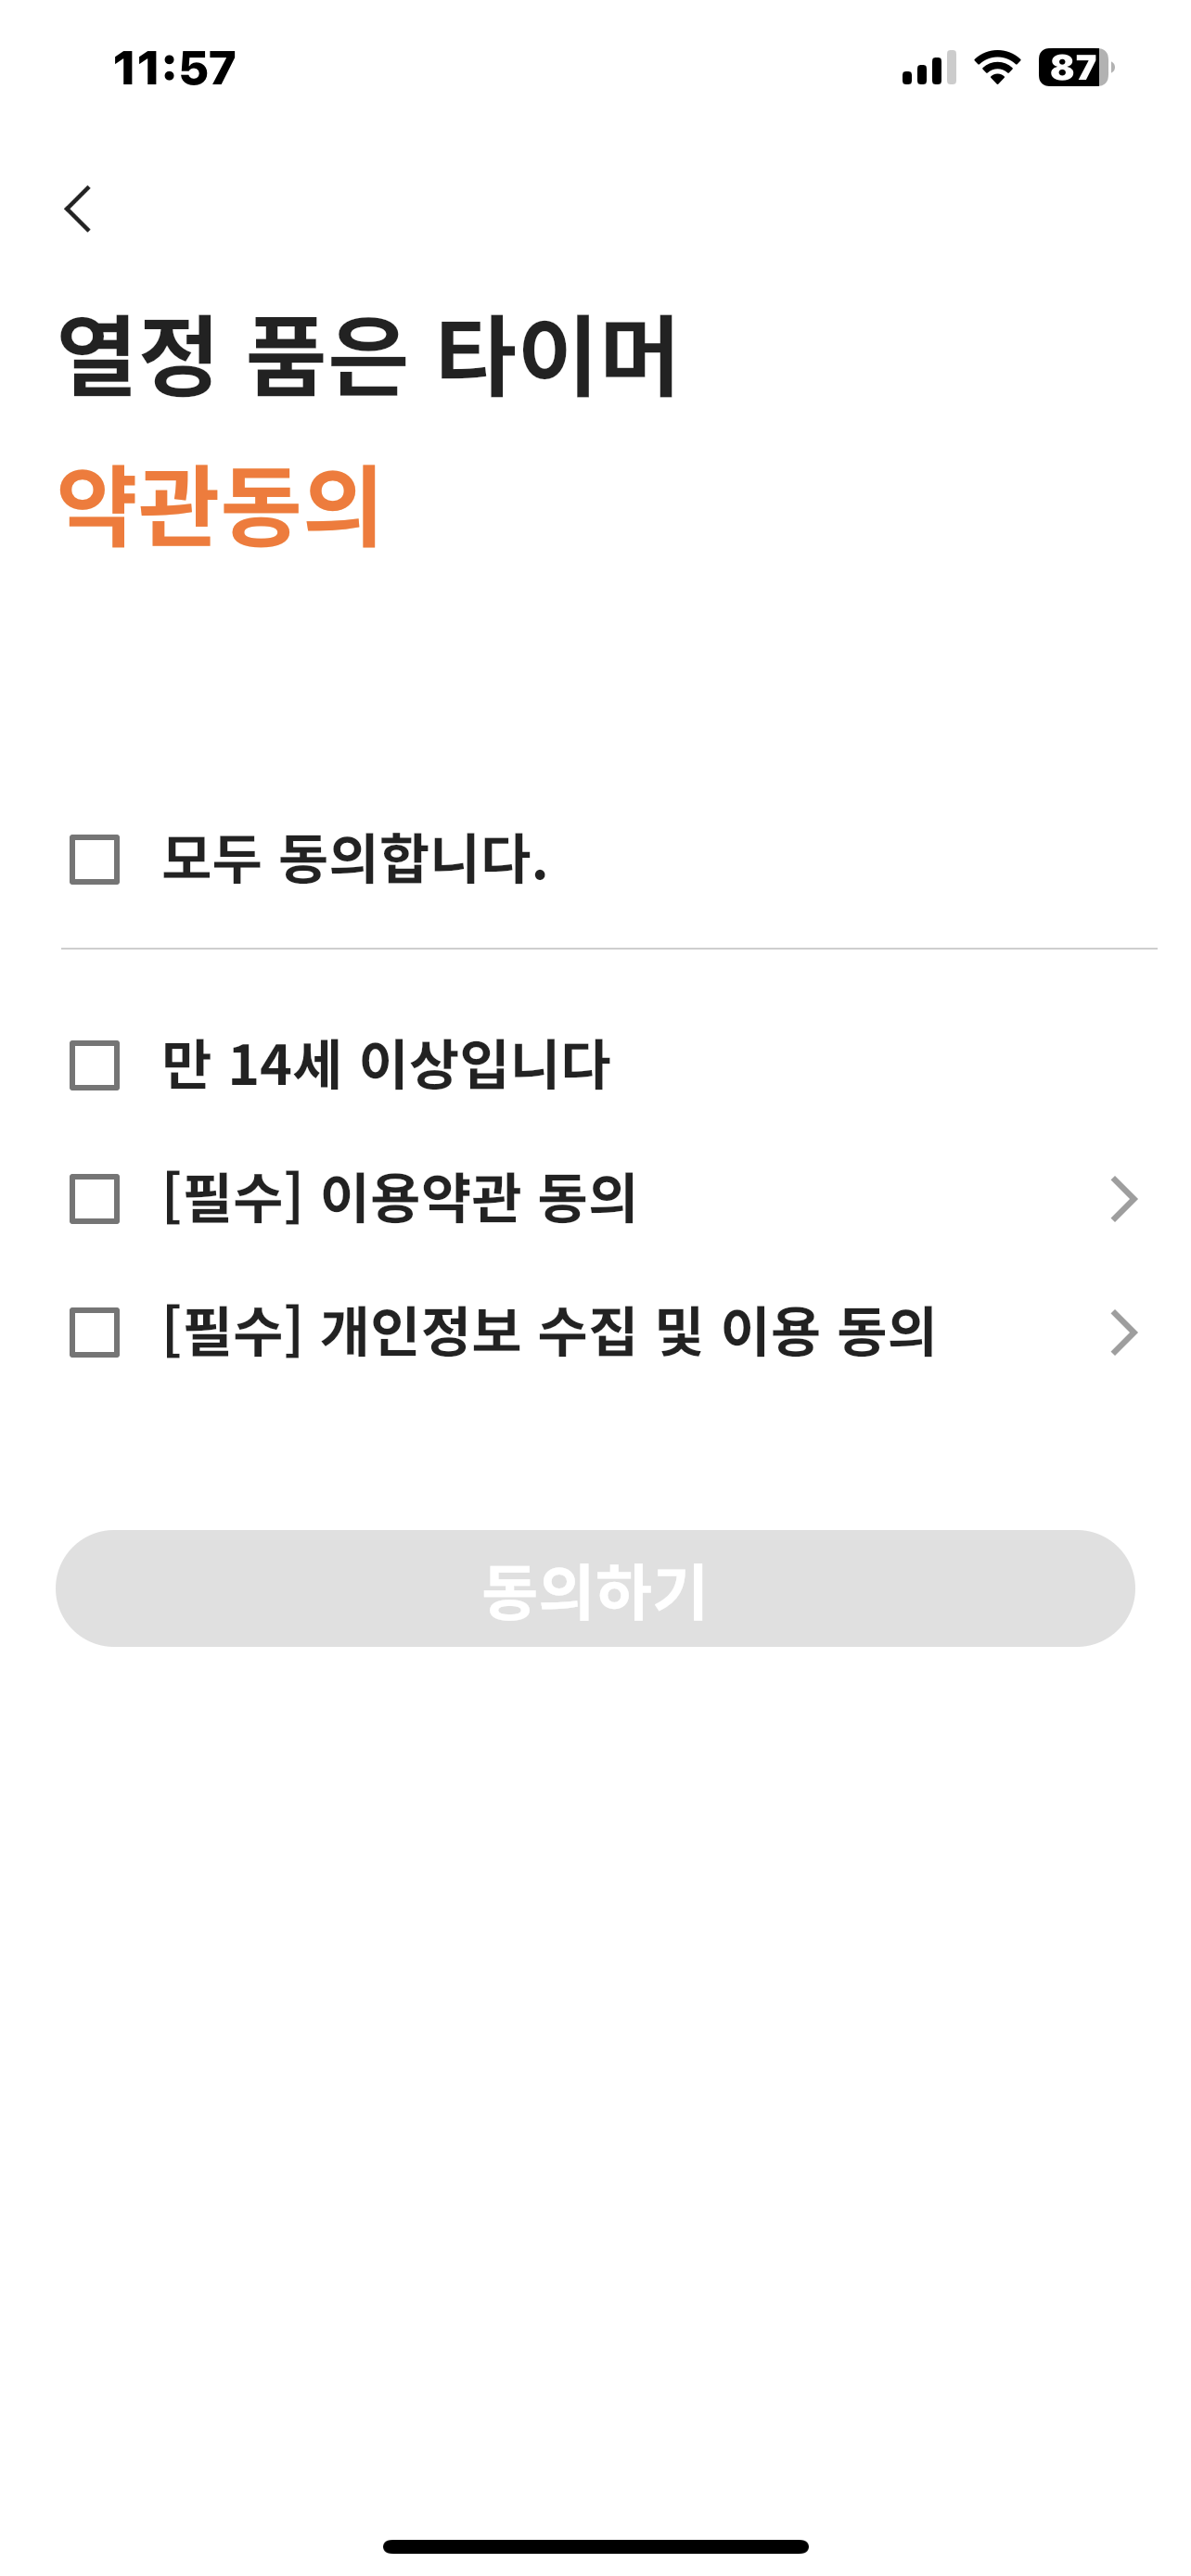 11:57
87
열정 품은 타이머
약관동의
모두 동의합니다.
만 14세 이상입니다
[필수] 이용약관 동의
[필수] 개인정보 수집 및 이용 동의
동의하기